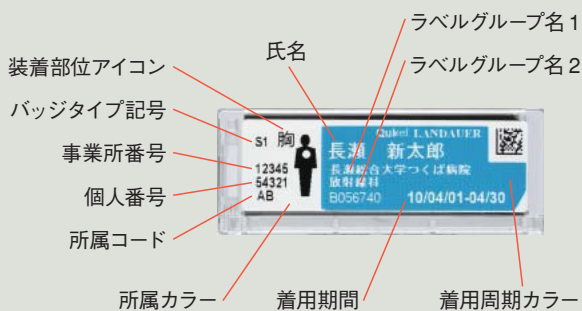 ラベルグループ名1
氏名
ラベルグループ名2
装着部位アイコン
バッジタイプ記号
事業所番号
個人番号
所属コード
S1 胸
12345
54321
AB
Qukei LANDAUER
長瀬 新太郎
長瀬総合大学つくば病院
放射線科
B056740 10/04/01-04/30
所属カラー
着用期間
着用周期カラー